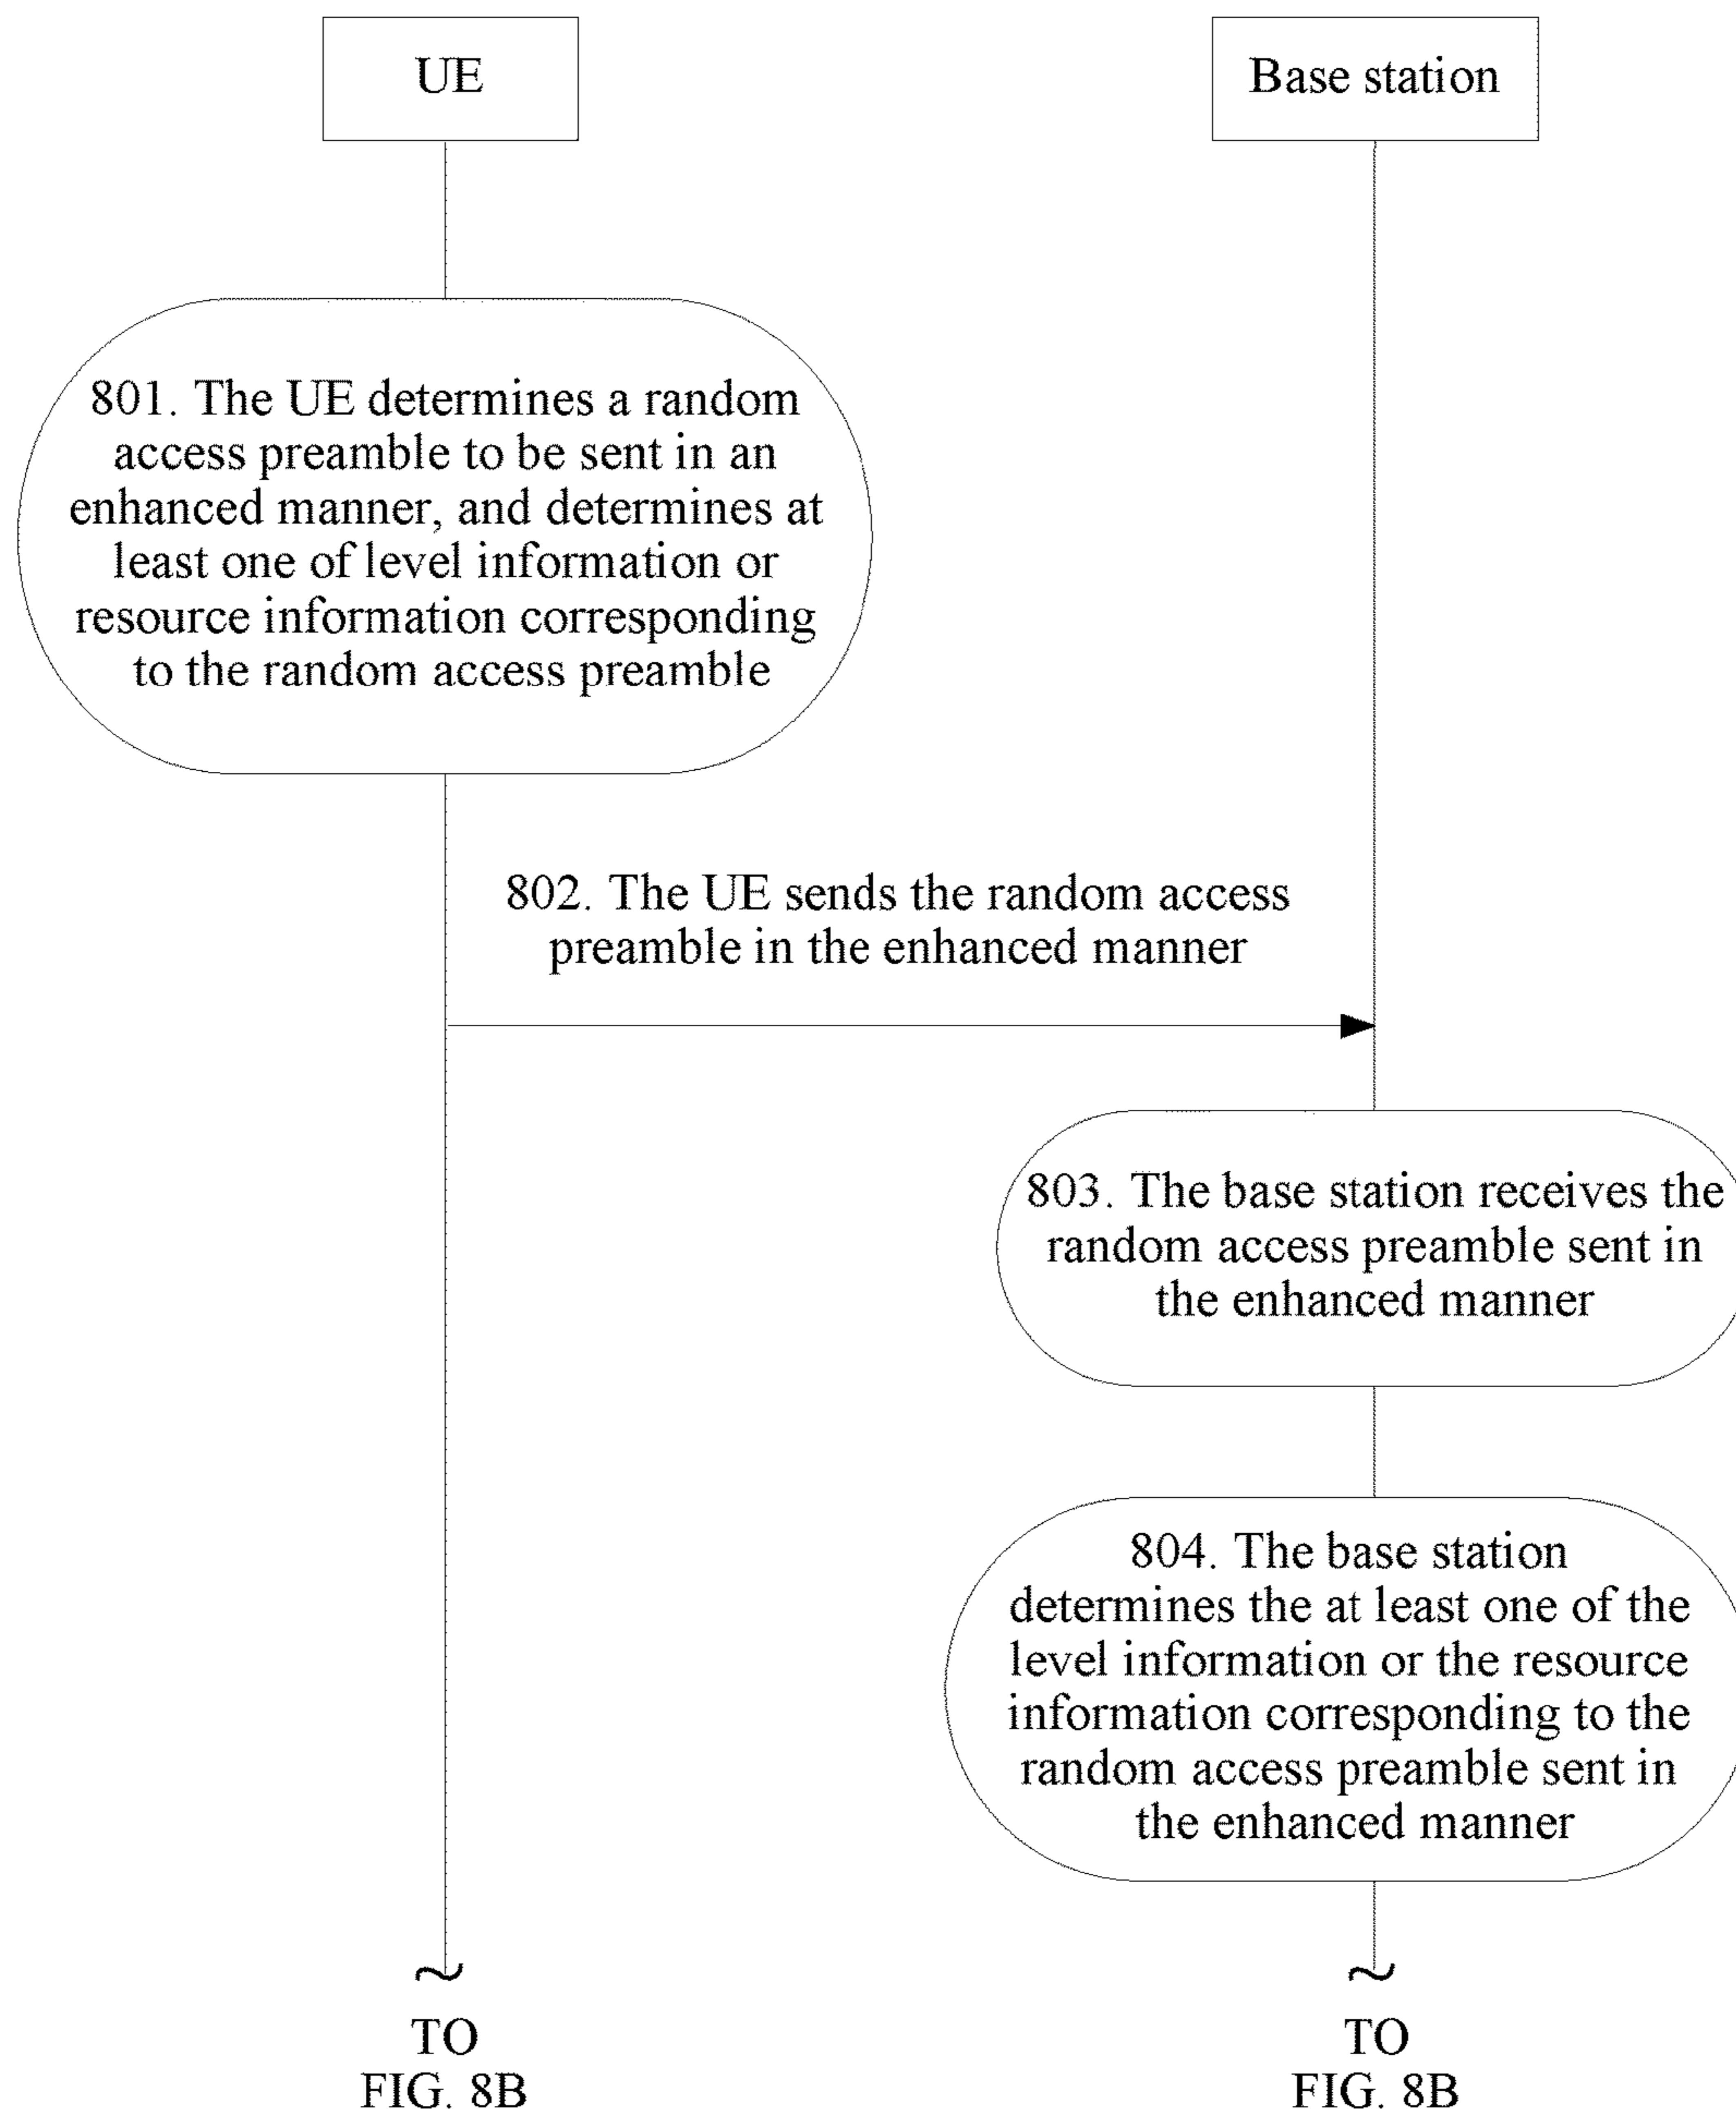 UE
Base station
801. The UE determines a random
access preamble to be sent in an
enhanced manner, and determines at
least one of level information or
resource information corresponding
to the random access preamble
802. The UE sends the random access
preamble in the enhanced manner
803. The base station receives the
random access preamble sent in
the enhanced manner
804. The base station
determines the at least one of the
level information or the resource
information corresponding to the
random access preamble sent in
the enhanced manner
TO
FIG. 8B
TO
FIG. 8B